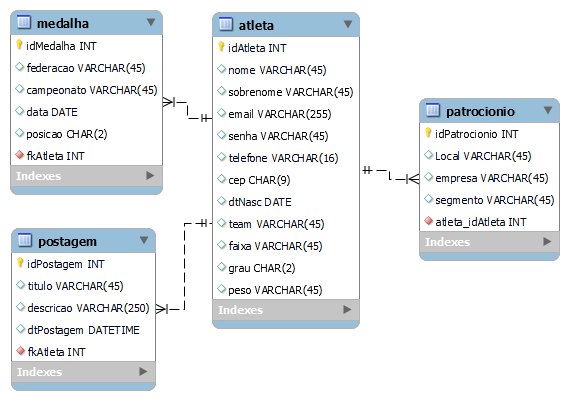 medalha
idMedalha INT
federacao VARCHAR(45)
campeonato VARCHAR(45)
data DATE
posicao CHAR(2)
fkAtleta INT
Indexes
atleta
idAtleta INT
nome VARCHAR(45)
sobrenome VARCHAR(45)
email VARCHAR(255)
senha VARCHAR(45)
telefone VARCHAR(16)
cep CHAR(9)
dtNasc DATE
team VARCHAR(45)
faixa VARCHAR(45)
grau CHAR(2)
peso VARCHAR(45)
Indexes
patrocionio
idPatrocionio INT
Local VARCHAR(45)
empresa VARCHAR(45)
segmento VARCHAR(45)
atleta_idAtleta INT
Indexes
postagem
idPostagem INT
titulo VARCHAR(45)
descricao VARCHAR(250)
dtPostagem DATETIME
fkAtleta INT
Indexes